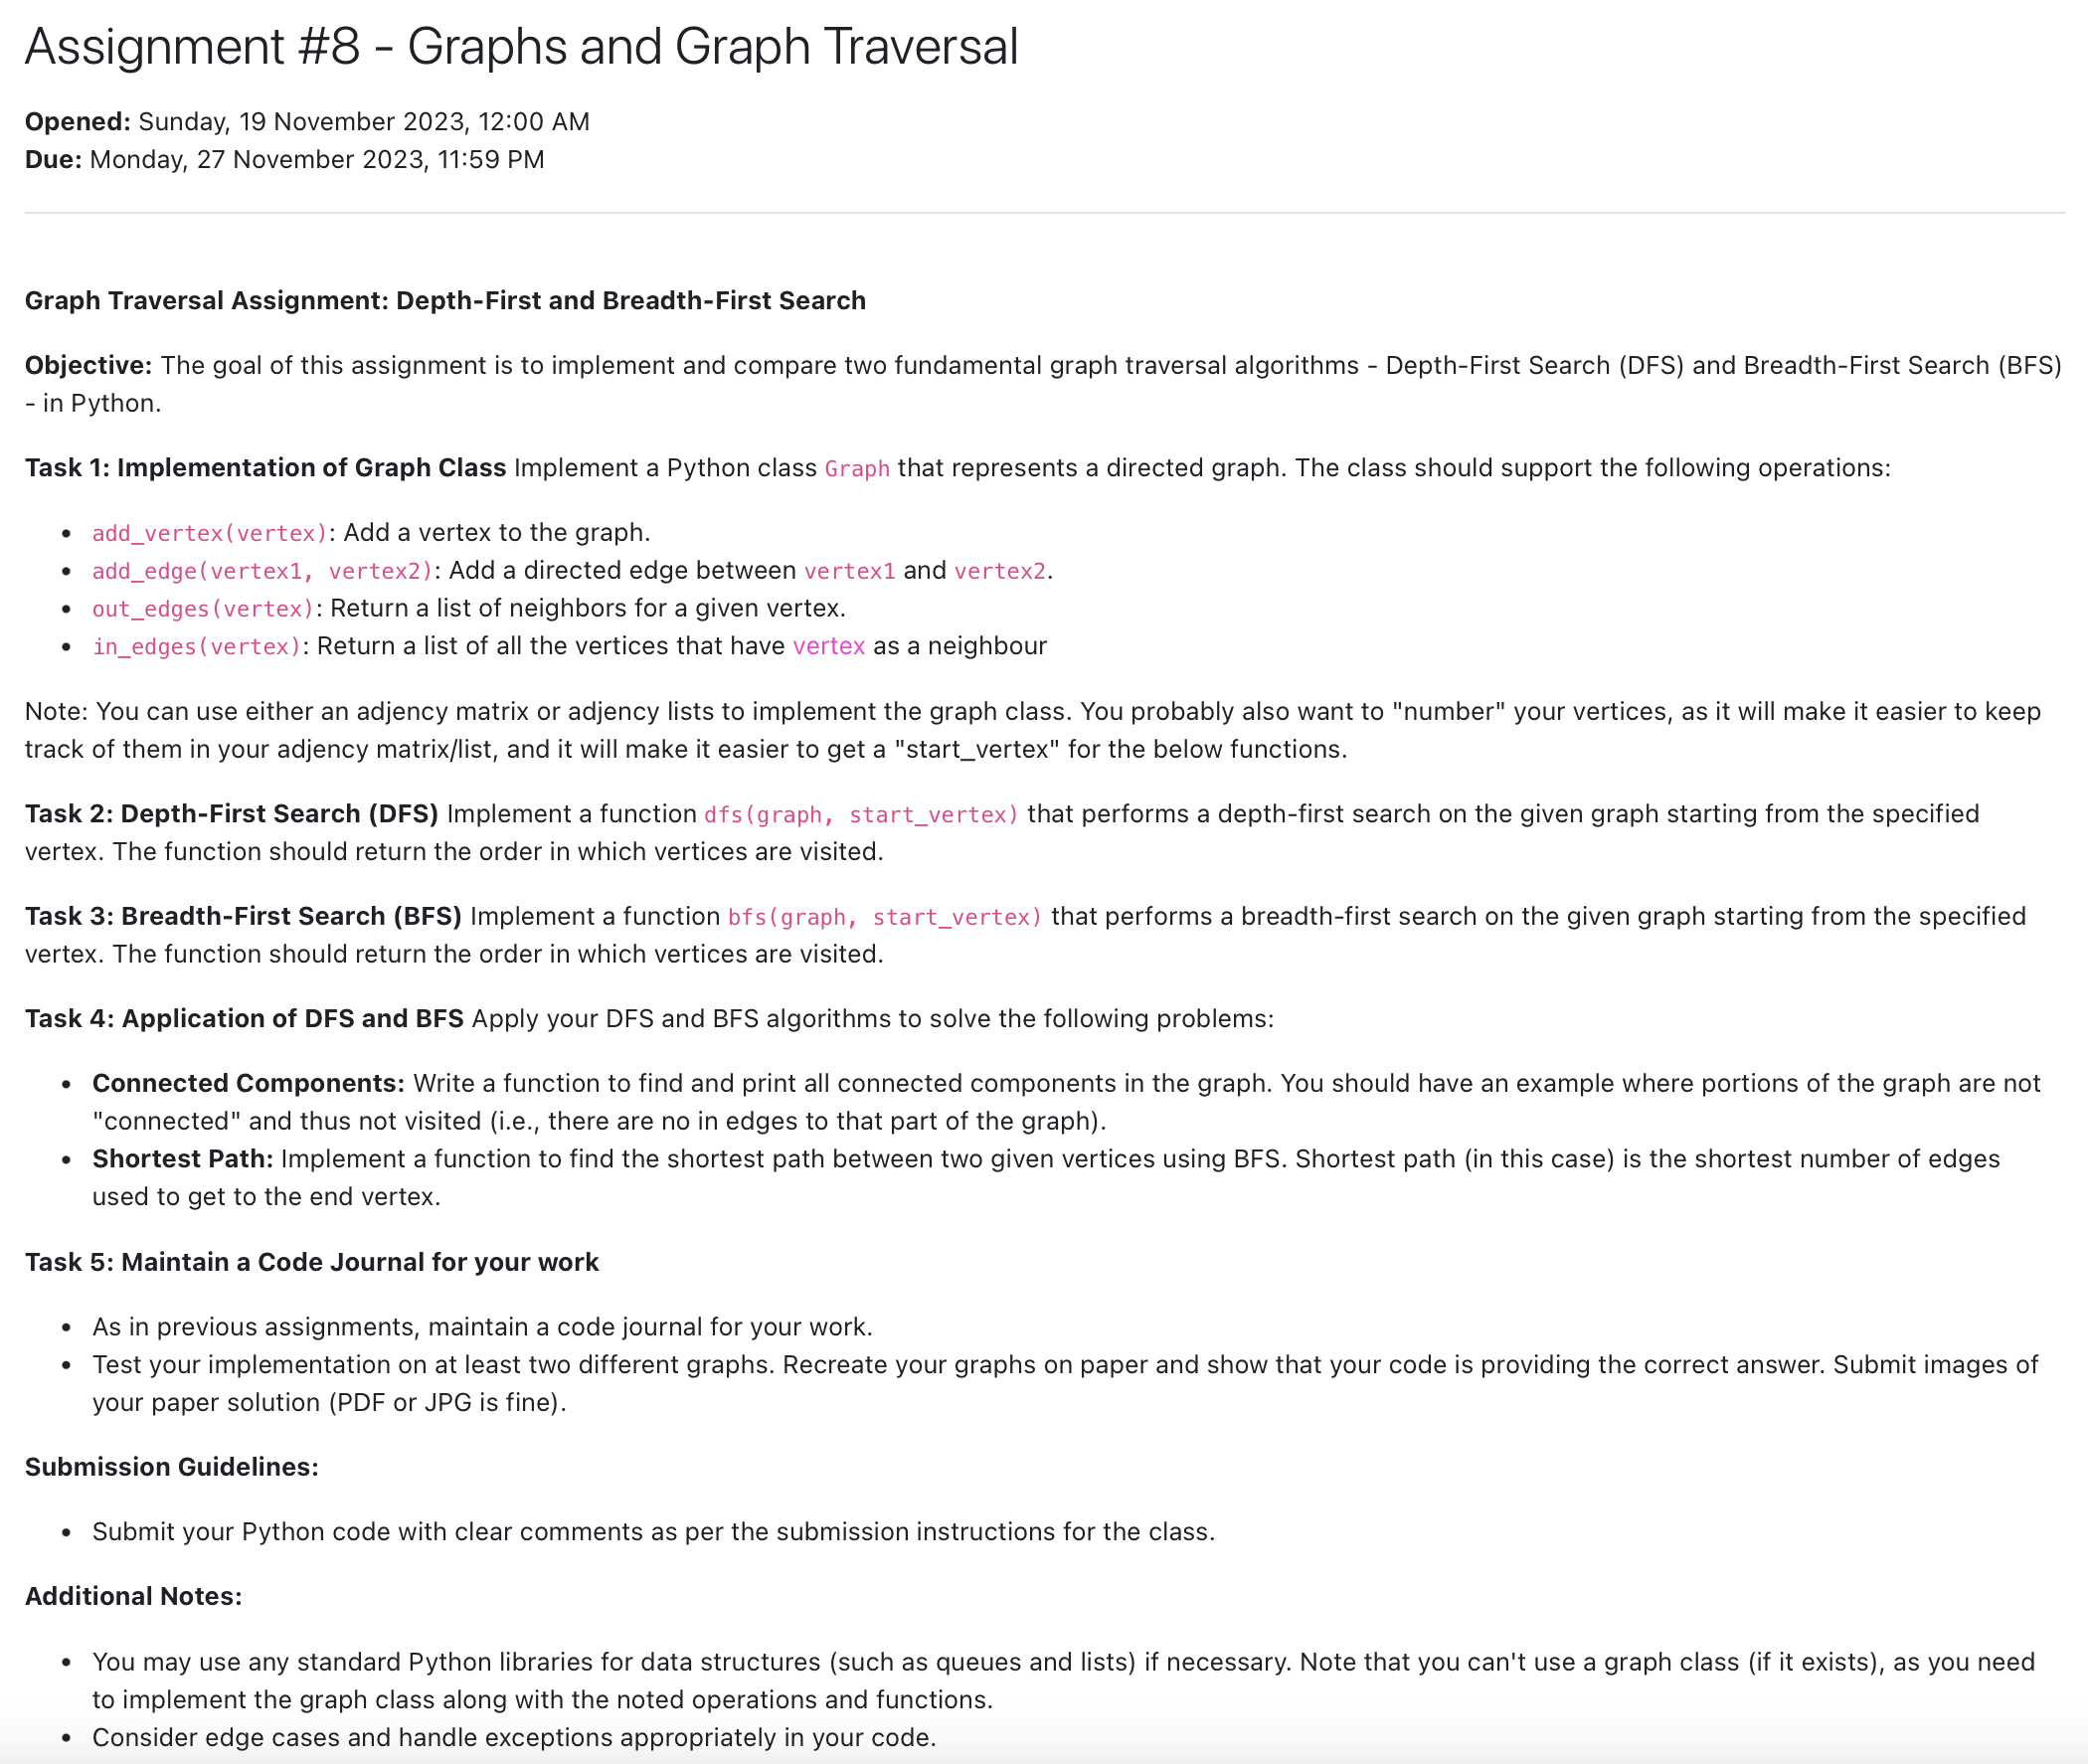 Assignment #8 - Graphs and Graph Traversal
Opened: Sunday, 19 November 2023, 12:00 AM
Due: Monday, 27 November 2023, 11:59 PM
Graph Traversal Assignment: Depth-First and Breadth-First Search
Objective: The goal of this assignment is to implement and compare two fundamental graph traversal algorithms - Depth-First Search (DFS) and Breadth-First Search (BFS)
- in Python.
Task 1: Implementation of Graph Class Implement a Python class Graph that represents a directed graph. The class should support the following operations:
• add_vertex(vertex): Add a vertex to the graph.
• add_edge(vertex1, vertex2): Add a directed edge between vertex1 and vertex2.
• out_edges(vertex): Return a list of neighbors for a given vertex.
• in_edges(vertex): Return a list of all the vertices that have vertex as a neighbour
Note: You can use either an adjency matrix or adjency lists to implement the graph class. You probably also want to "number" your vertices, as it will make it easier to keep
track of them in your adjency matrix/list, and it will make it easier to get a "start_vertex" for the below functions.
Task 2: Depth-First Search (DFS) Implement a function dfs(graph, start_vertex) that performs a depth-first search on the given graph starting from the specified
vertex. The function should return the order in which vertices are visited.
Task 3: Breadth-First Search (BFS) Implement a function bfs(graph, start_vertex) that performs a breadth-first search on the given graph starting from the specified
vertex. The function should return the order in which vertices are visited.
Task 4: Application of DFS and BFS Apply your DFS and BFS algorithms to solve the following problems:
• Connected Components: Write a function to find and print all connected components in the graph. You should have an example where portions of the graph are not
"connected" and thus not visited (i.e., there are no in edges to that part of the graph).
• Shortest Path: Implement a function to find the shortest path between two given vertices using BFS. Shortest path (in this case) is the shortest number of edges
used to get to the end vertex.
Task 5: Maintain a Code Journal for your work
• As in previous assignments, maintain a code journal for your work.
• Test your implementation on at least two different graphs. Recreate your graphs on paper and show that your code is providing the correct answer. Submit images of
your paper solution (PDF or JPG is fine).
Submission Guidelines:
• Submit your Python code with clear comments as per the submission instructions for the class.
Additional Notes:
• You may use any standard Python libraries for data structures (such as queues and lists) if necessary. Note that you can't use a graph class (if it exists), as you need
to implement the graph class along with the noted operations and functions.
• Consider edge cases and handle exceptions appropriately in your code.